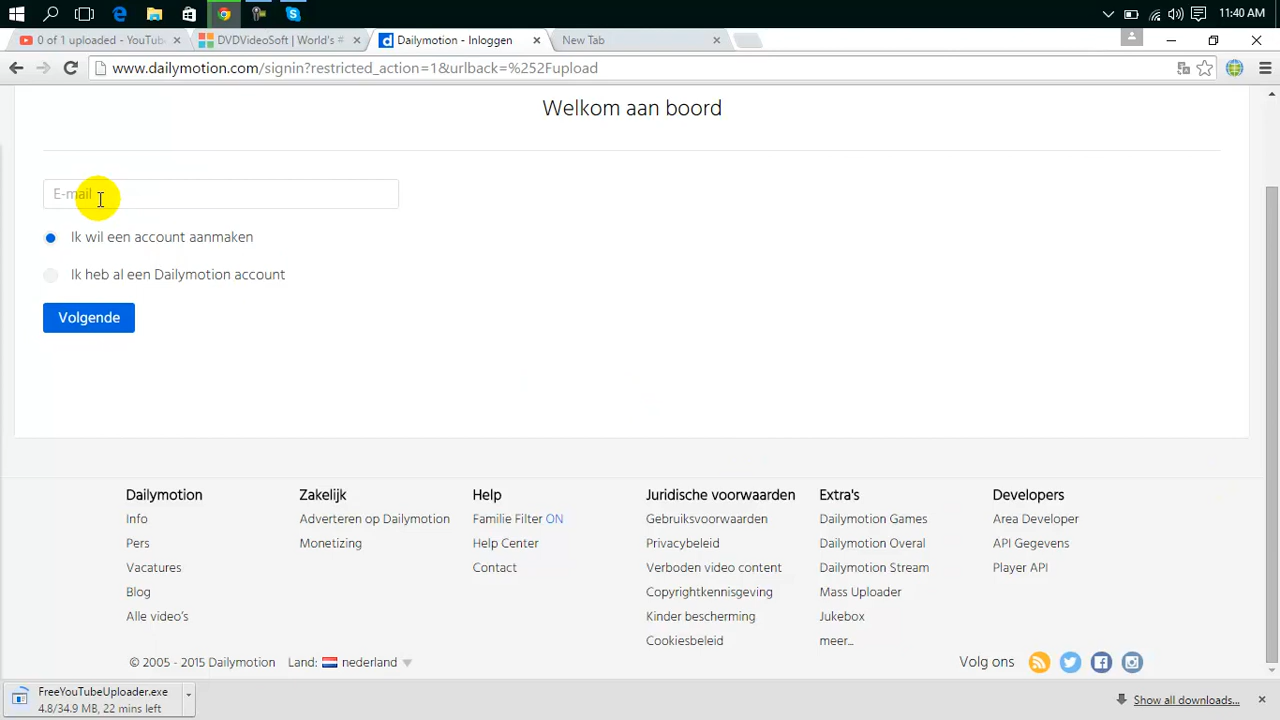 11:40 AM
0 of 1 uploaded - YouTub
DVDVideoSoft | World's #
Dailymotion - Inloggen
New Tab
www.dailymotion.com/signin?restricted_action=1&urlback=%252Fupload
Welkom aan boord
E-mail
Ik wil een account aanmaken
Ik heb al een Dailymotion account
Volgende
Dailymotion
Info
Pers
Vacatures
Blog
Alle video's
Zakelijk
Adverteren op Dailymotion
Monetizing
Help
Familie Filter ON
Help Center
Contact
Juridische voorwaarden
Gebruiksvoorwaarden
Privacybeleid
Verboden video content
Copyrightkennisgeving
Kinder bescherming
Cookiesbeleid
Extra's
Dailymotion Games
Dailymotion Overal
Dailymotion Stream
Mass Uploader
Jukebox
meer...
Developers
Area Developer
API Gegevens
Player API
© 2005 - 2015 Dailymotion
Land: nederland
Volg ons
FreeYouTubeUploader.exe
4.8/34.9 MB, 22 mins left
Show all downloads...